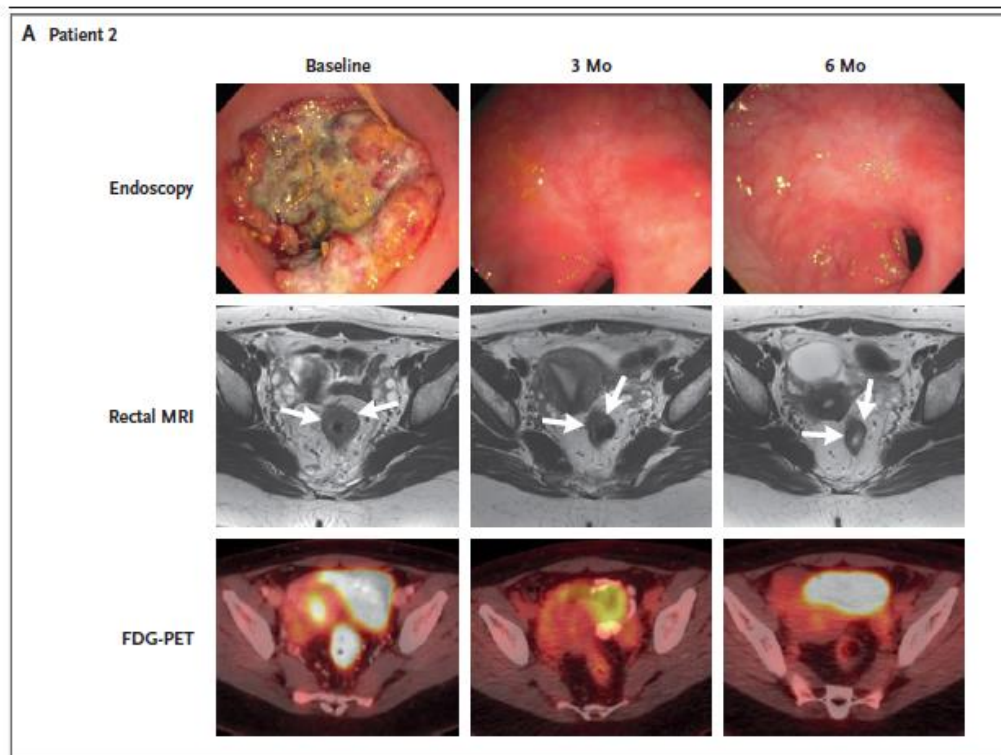 A Patient 2
Baseline 3 Mo 6 Mo
Endoscopy
Rectal MRI
FDG-PET